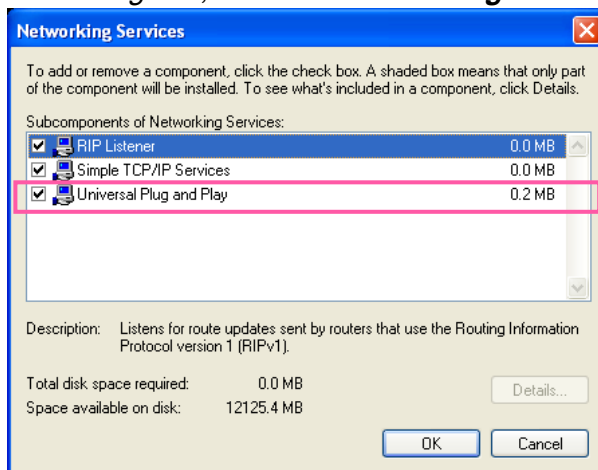 Networking Services
To add or remove a component, click the check box. A shaded box means that only part
of the component will be installed. To see what's included in a component, click Details.
Subcomponents of Networking Services:
RIP Listener 0.0 MB
Simple TCP/IP Services 0.0 MB
Universal Plug and Play 0.2 MB
Description: Listens for route updates sent by routers that use the Routing Information
Protocol version 1 (RIPv1).
Total disk space required: 0.0 MB
Details...
Space available on disk: 12125.4 MB
OK Cancel